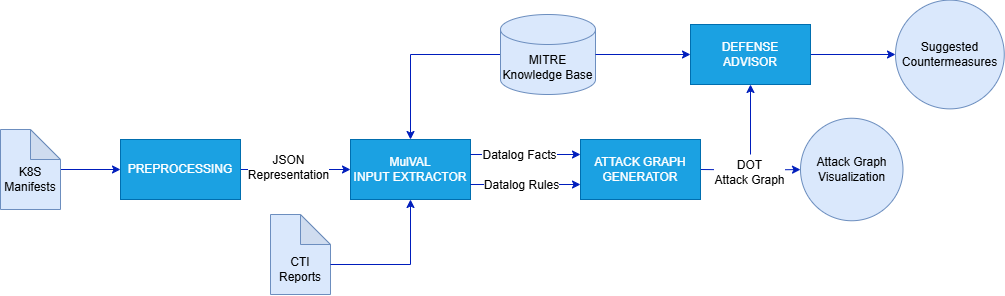 MITRE
Knowledge Base
DEFENSE
ADVISOR
Suggested
Countermeasures
K8S
Manifests
PREPROCESSING
JSON
Representation
MulVAL
INPUT EXTRACTOR
Datalog Facts
Datalog Rules
ATTACK GRAPH
GENERATOR
DOT
Attack Graph
Attack Graph
Visualization
CTI
Reports